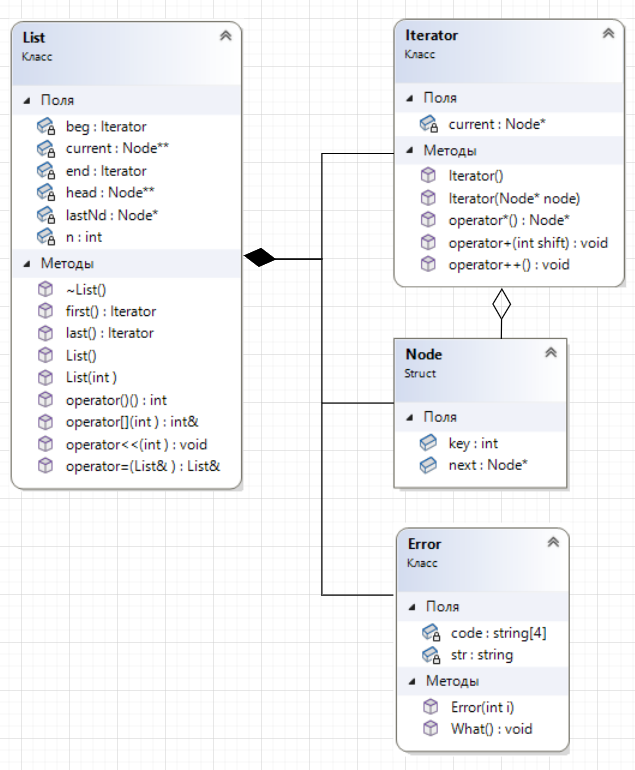 List
Класс
Поля
beg : Iterator
current : Node**
end : Iterator
head : Node**
lastNd : Node*
n : int
Методы
~List()
first() : Iterator
last() : Iterator
List()
List(int )
operator()() : int
operator[](int ) : int&
operator<<(int ) : void
operator=(List& ) : List&
Iterator
Класс
Поля
current : Node*
Методы
Iterator()
Iterator(Node* node)
operator*() : Node*
operator+(int shift) : void
operator++() : void
Node
Struct
Поля
key : int
next : Node*
Error
Класс
Поля
code : string[4]
str : string
Методы
Error(int i)
What() : void